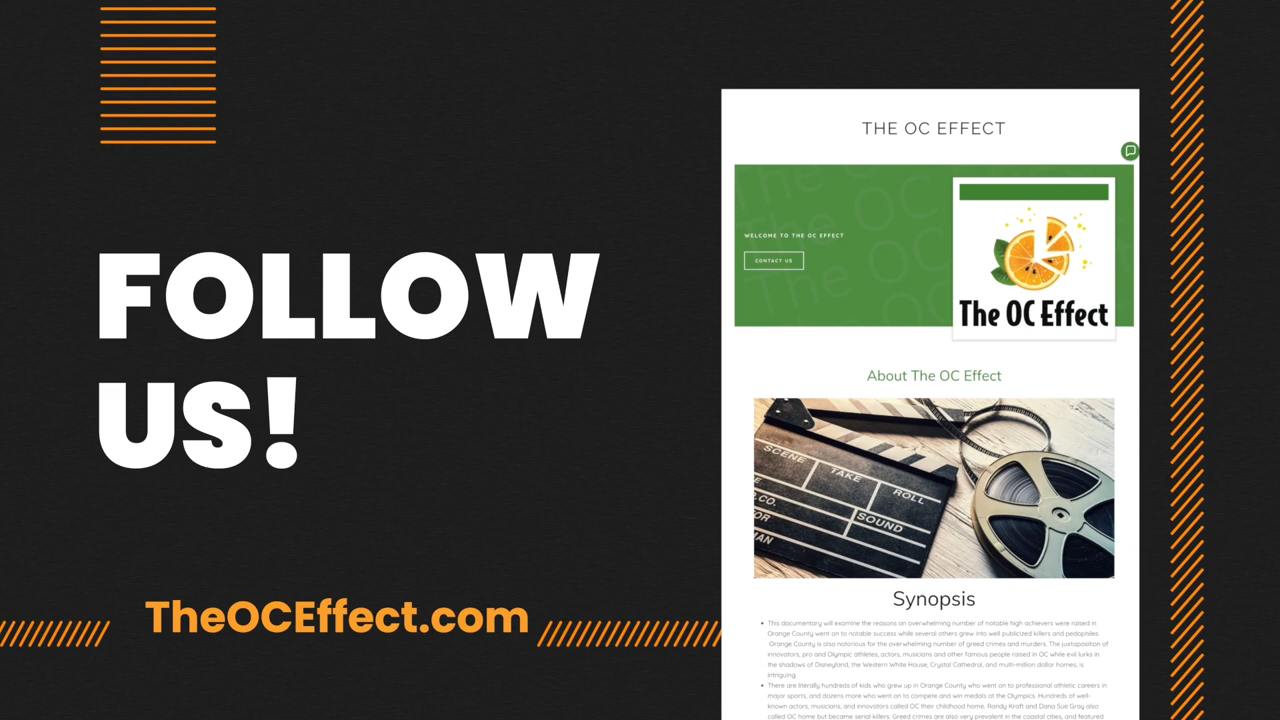 FOLLOW
US!
TheOCEffect.com
THE OC EFFECT
WELCOME TO THE OC EFFECT
CONTACT US
The OC Effect
About The OC Effect
SCENE
TAKE
ROLL
SOUND
Synopsis
This documentary will examine the reasons an overwhelming number of notable high achievers were raised in
Orange County went on to notable success while several others grew into well publicized killers and pedophiles.
Orange County is also notorious for the overwhelming number of greed crimes and murders. The juxtaposition of
innovators, pro and Olympic athletes, actors, musicians and other famous people raised in OC while evil lurks in
the shadows of Disneyland, the Western White House, Crystal Cathedral, and multi-million dollar homes, is
intriguing.
There are literally hundreds of kids who grew up in Orange County who went on to professional athletic careers in
major sports, and dozens more who went on to compete and win medals at the Olympics. Hundreds of well-
known actors, musicians, and innovators called OC their childhood home. Randy Kraft and Dana Sue Gray also
called OC home but became serial killers. Greed crimes are also very prevalent in the coastal cities, and featured